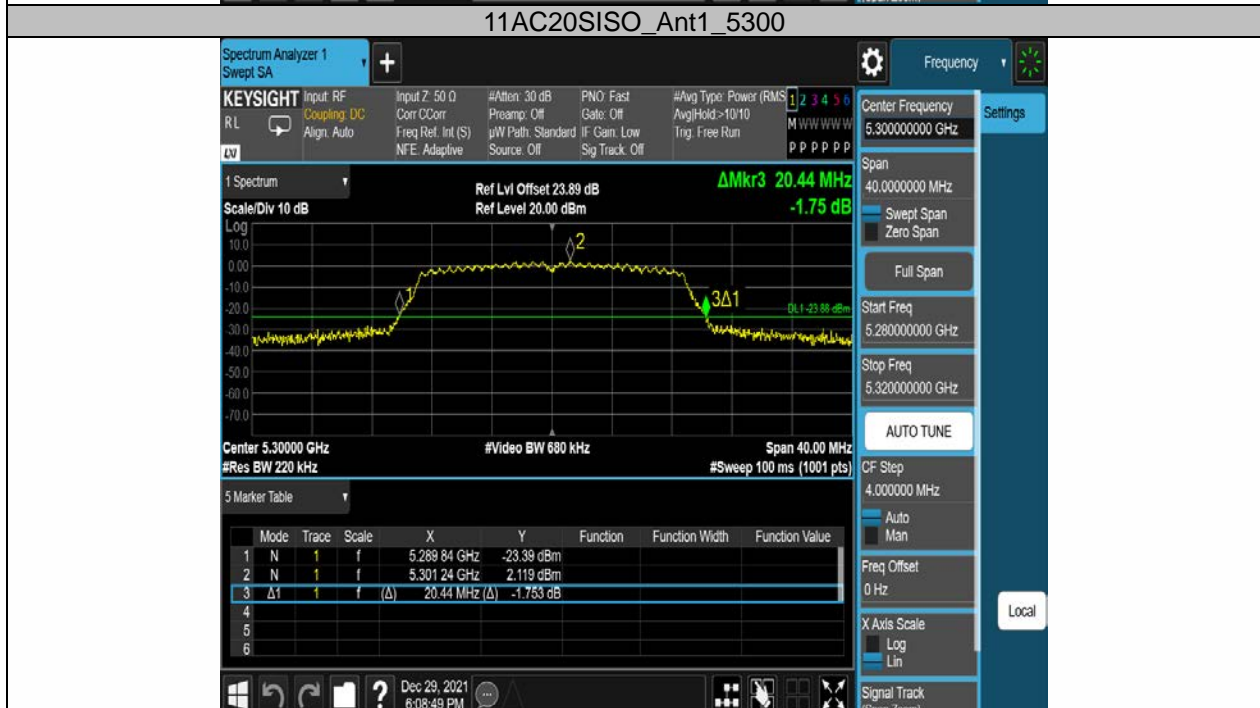 11AC20SISO_Ant1_5300
Spectrum Analyzer 1
Swept SA
+
Frequency
KEYSIGHT
RL
LXI
Input: RF
Coupling: DC
Align: Auto
Input Z: 50 Ω
Corr CCorr
Freq Ref: Int (S)
NFE: Adaptive
#Atten: 30 dB
Preamp: Off
µW Path: Standard
Source: Off
PNO: Fast
Gate: Off
IF Gain: Low
Sig Track: Off
#Avg Type: Power (RMS
Avg|Hold:>10/10
Trig: Free Run
1 2 3 4 5 6
M W W W W W
P P P P P P
1 Spectrum
Scale/Div 10 dB
Ref Lvl Offset 23.89 dB
Ref Level 20.00 dBm
ΔMkr3 20.44 MHz
-1.75 dB
Log
10.0
0.00
-10.0
-20.0
-30.0
-40.0
-50.0
-60.0
-70.0
1
2
3Δ1
DL1 -23.88 dBm
Center 5.30000 GHz
#Res BW 220 kHz
#Video BW 680 kHz
Span 40.00 MHz
#Sweep 100 ms (1001 pts)
5 Marker Table
Mode Trace Scale X Y Function Function Width Function Value
1 N 1 f 5.289 84 GHz -23.39 dBm
2 N 1 f 5.301 24 GHz 2.119 dBm
3 Δ1 1 f (Δ) 20.44 MHz (Δ) -1.753 dB
4
5
6
?
Dec 29, 2021
6:08:49 PM
Center Frequency
5.300000000 GHz
Settings
Span
40.0000000 MHz
Swept Span
Zero Span
Full Span
Start Freq
5.280000000 GHz
Stop Freq
5.320000000 GHz
AUTO TUNE
CF Step
4.000000 MHz
Auto
Man
Freq Offset
0 Hz
X Axis Scale
Log
Lin
Local
Signal Track